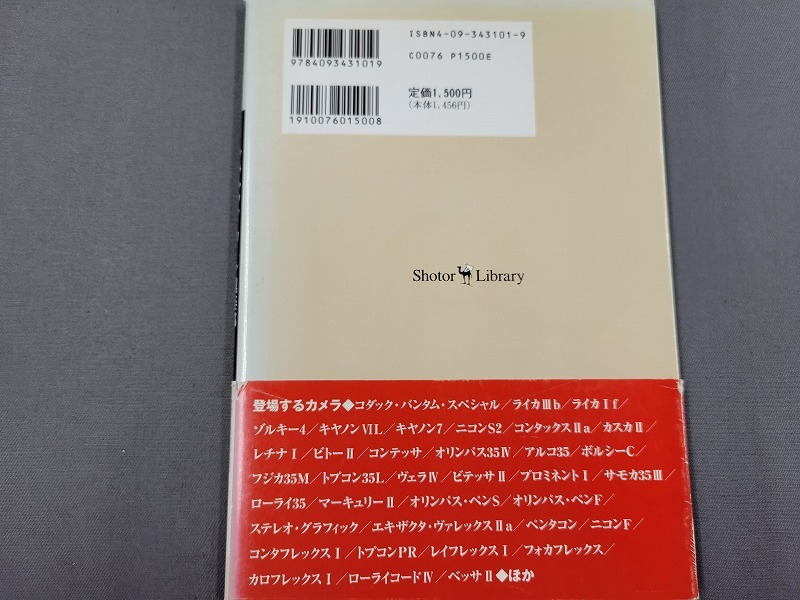 ISBN4-09-343101-9
C0076 P1500E
9784093431019
定価1,500円
(本体1,456円)
1910076015008
Shotor Library
登場するカメラ◆コダック・バンタム・スペシャル／ライカⅢb／ライカⅠf／
ゾルキー4／キヤノンⅥL／キヤノン7／ニコンS2／コンタックスⅡa／カスカⅡ／
レチナⅠ／ビトーⅡ／コンテッサ／オリンパス35Ⅳ／アルコ35／ボルシーC／
フジカ35M／トプコン35L／ヴェラⅣ／ビテッサⅡ／プロミネントⅠ／サモカ35Ⅲ／
ローライ35／マーキュリーⅡ／オリンパス・ペンS／オリンパス・ペンF／
ステレオ・グラフィック／エキザクタ・ヴァレックスⅡa／ペンタコン／ニコンF／
コンタフレックスⅠ／トプコンPR／レイフレックスⅠ／フォカフレックス／
カロフレックスⅠ／ローライコードⅣ／ベッサⅡ◆ほか